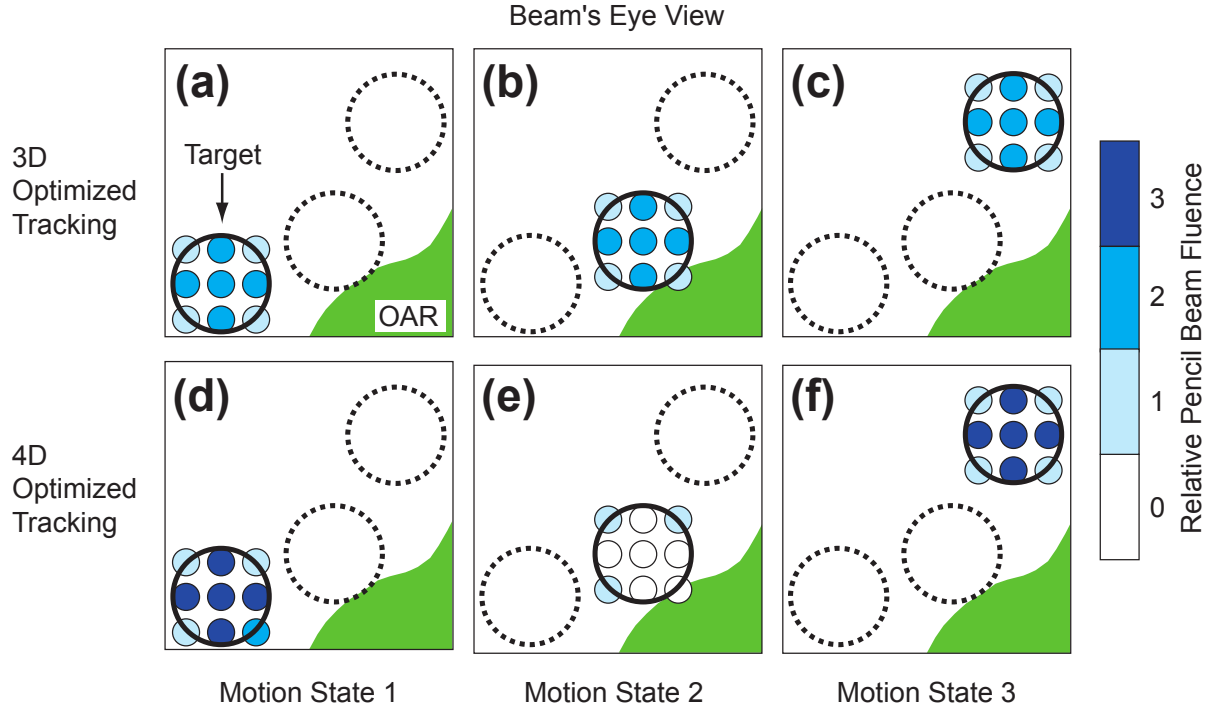 Beam's Eye View
(a)
(b)
(c)
3D
Optimized
Tracking
Target
OAR
(d)
(e)
(f)
4D
Optimized
Tracking
3
2
1
0
Relative Pencil Beam Fluence
Motion State 1
Motion State 2
Motion State 3